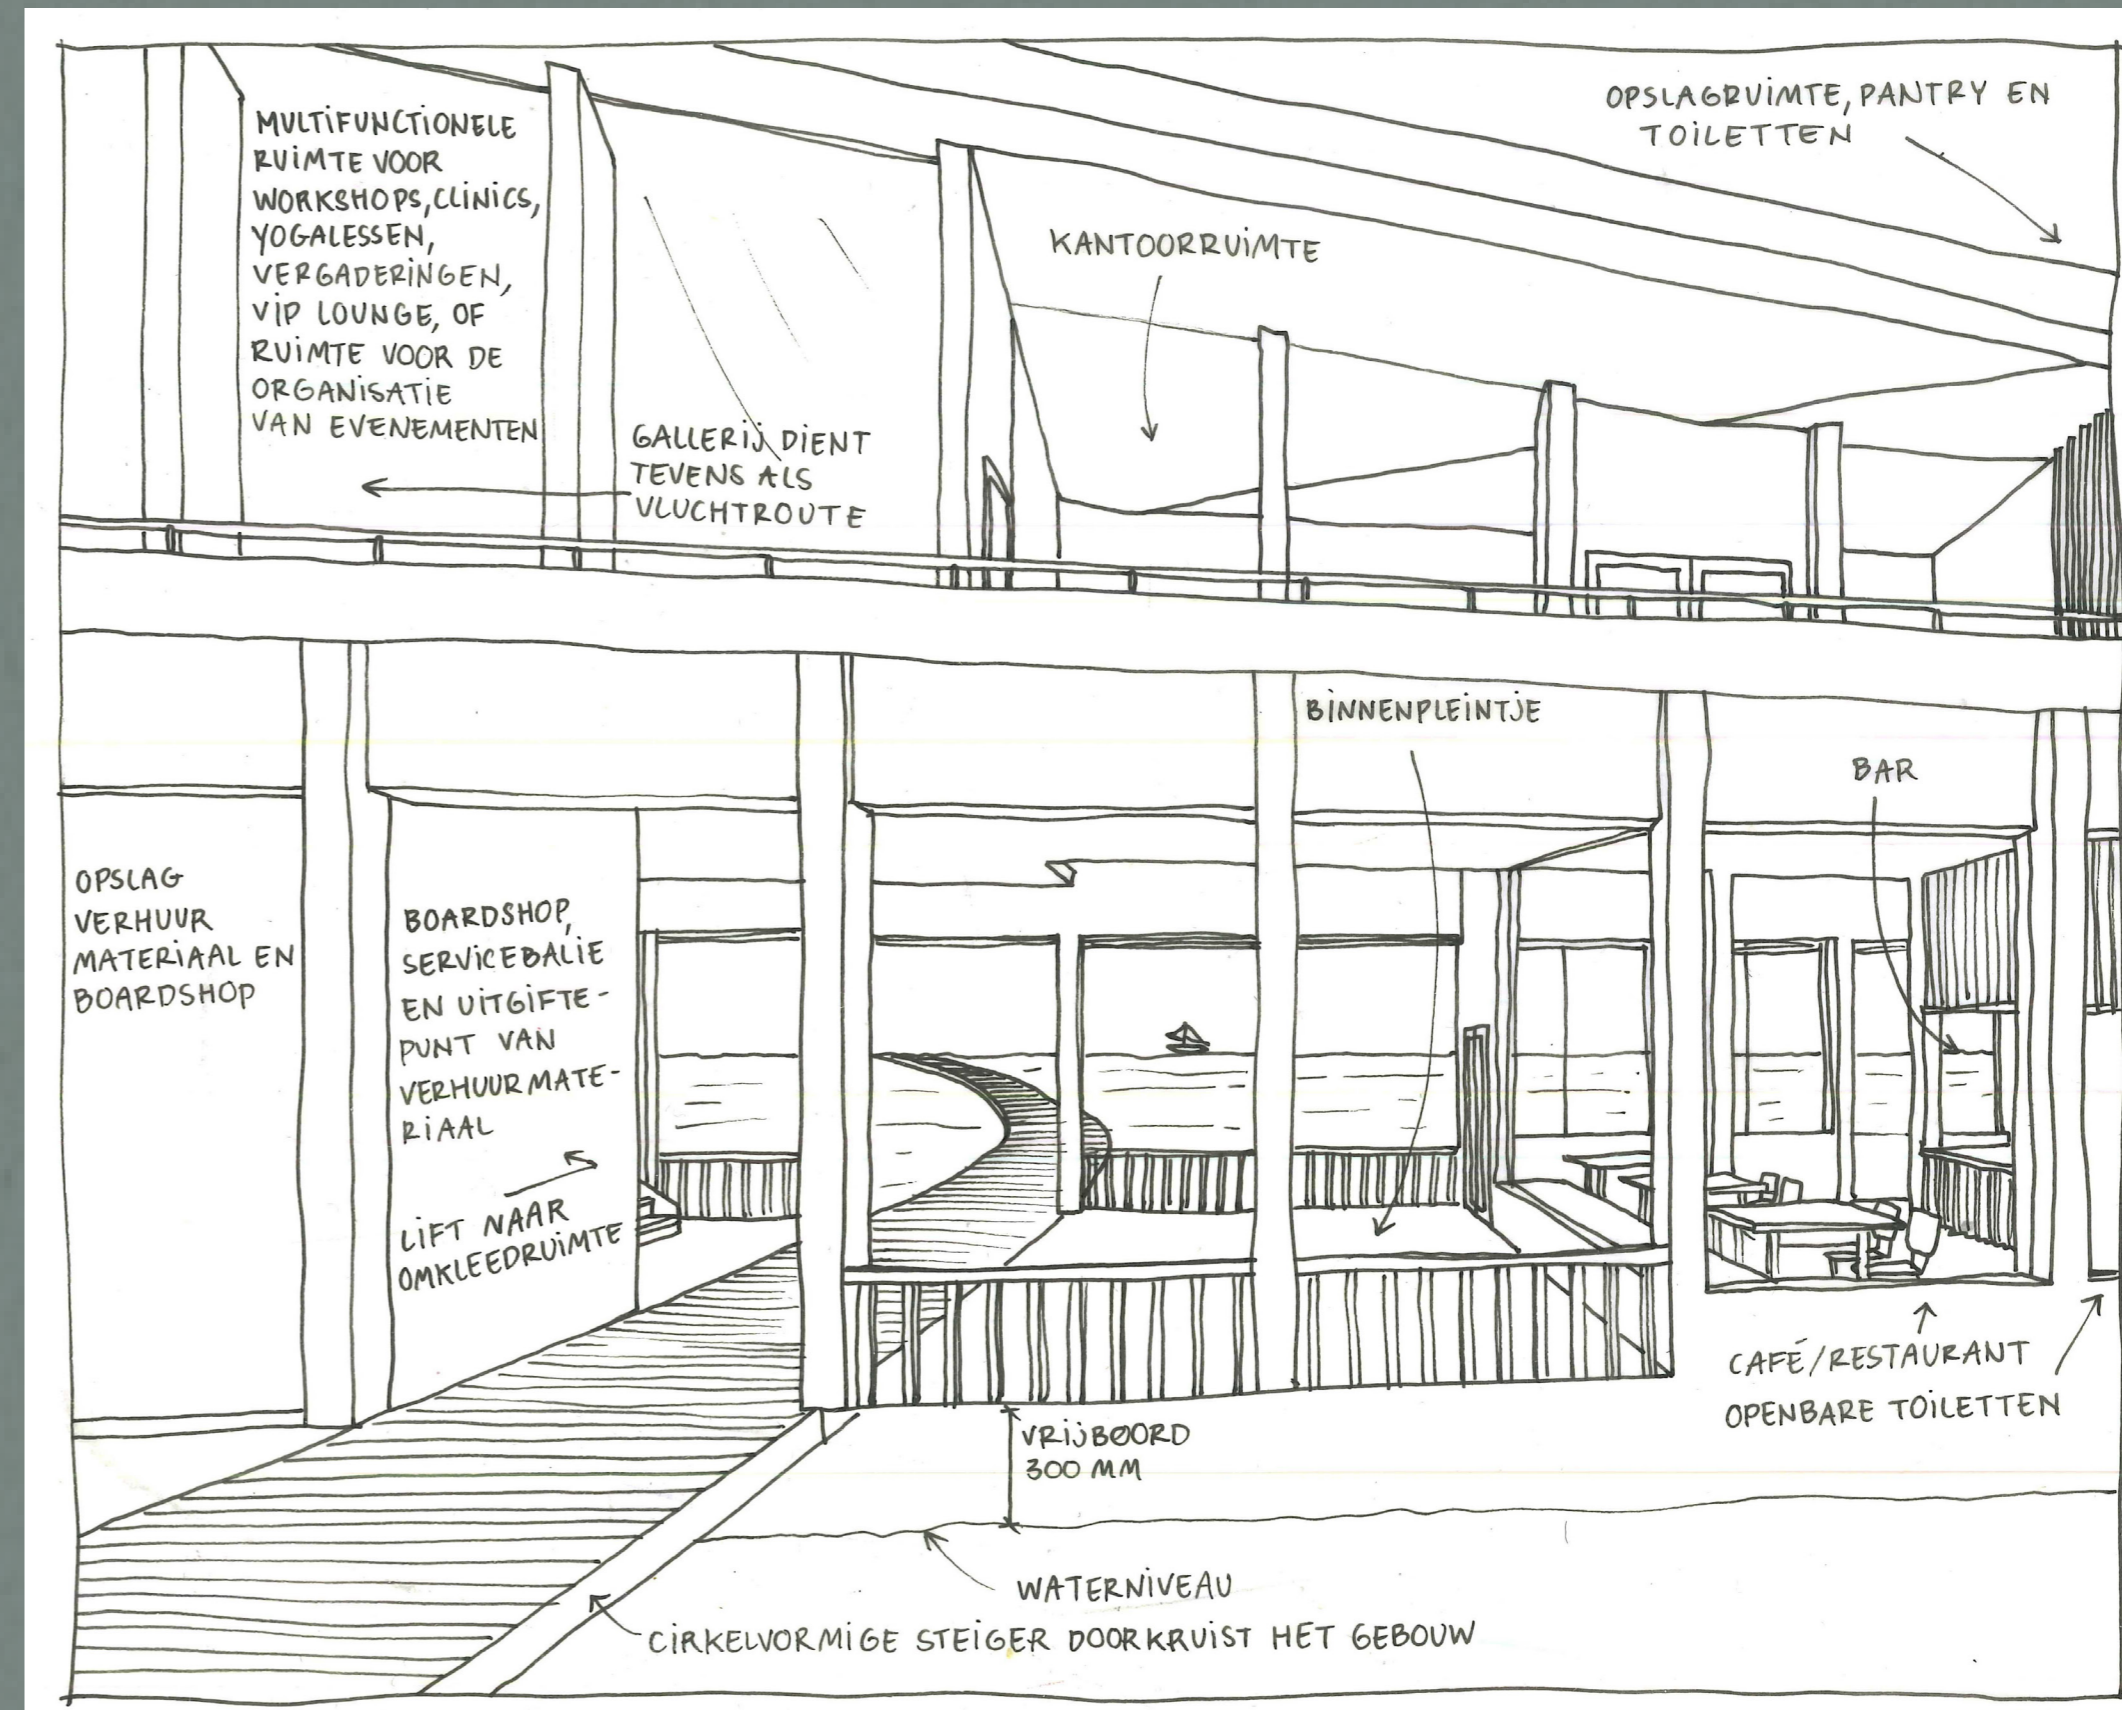 MULTIFUNCTIONELE
RUIMTE VOOR
WORKSHOPS, CLINICS,
YOGALESSEN,
VERGADERINGEN,
VIP LOUNGE, OF
RUIMTE VOOR DE
ORGANISATIE
VAN EVENEMENTEN
GALLERIJ DIENT
TEVENS ALS
VLUCHTROUTE
KANTOORRUIMTE
OPSLAGRUIMTE, PANTRY EN
TOILETTEN
BINNENPLEINTJE
BAR
OPSLAG
VERHUUR
MATERIAAL EN
BOARDSHOP
BOARDSHOP,
SERVICEBALIE
EN UITGIFTE-
PUNT VAN
VERHUURMATE-
RIAAL
LIFT NAAR
OMKLEEDRUIMTE
CAFÉ/RESTAURANT
OPENBARE TOILETTEN
VRIJBOORD
300 MM
WATERNIVEAU
CIRKELVORMIGE STEIGER DOORKRUIST HET GEBOUW